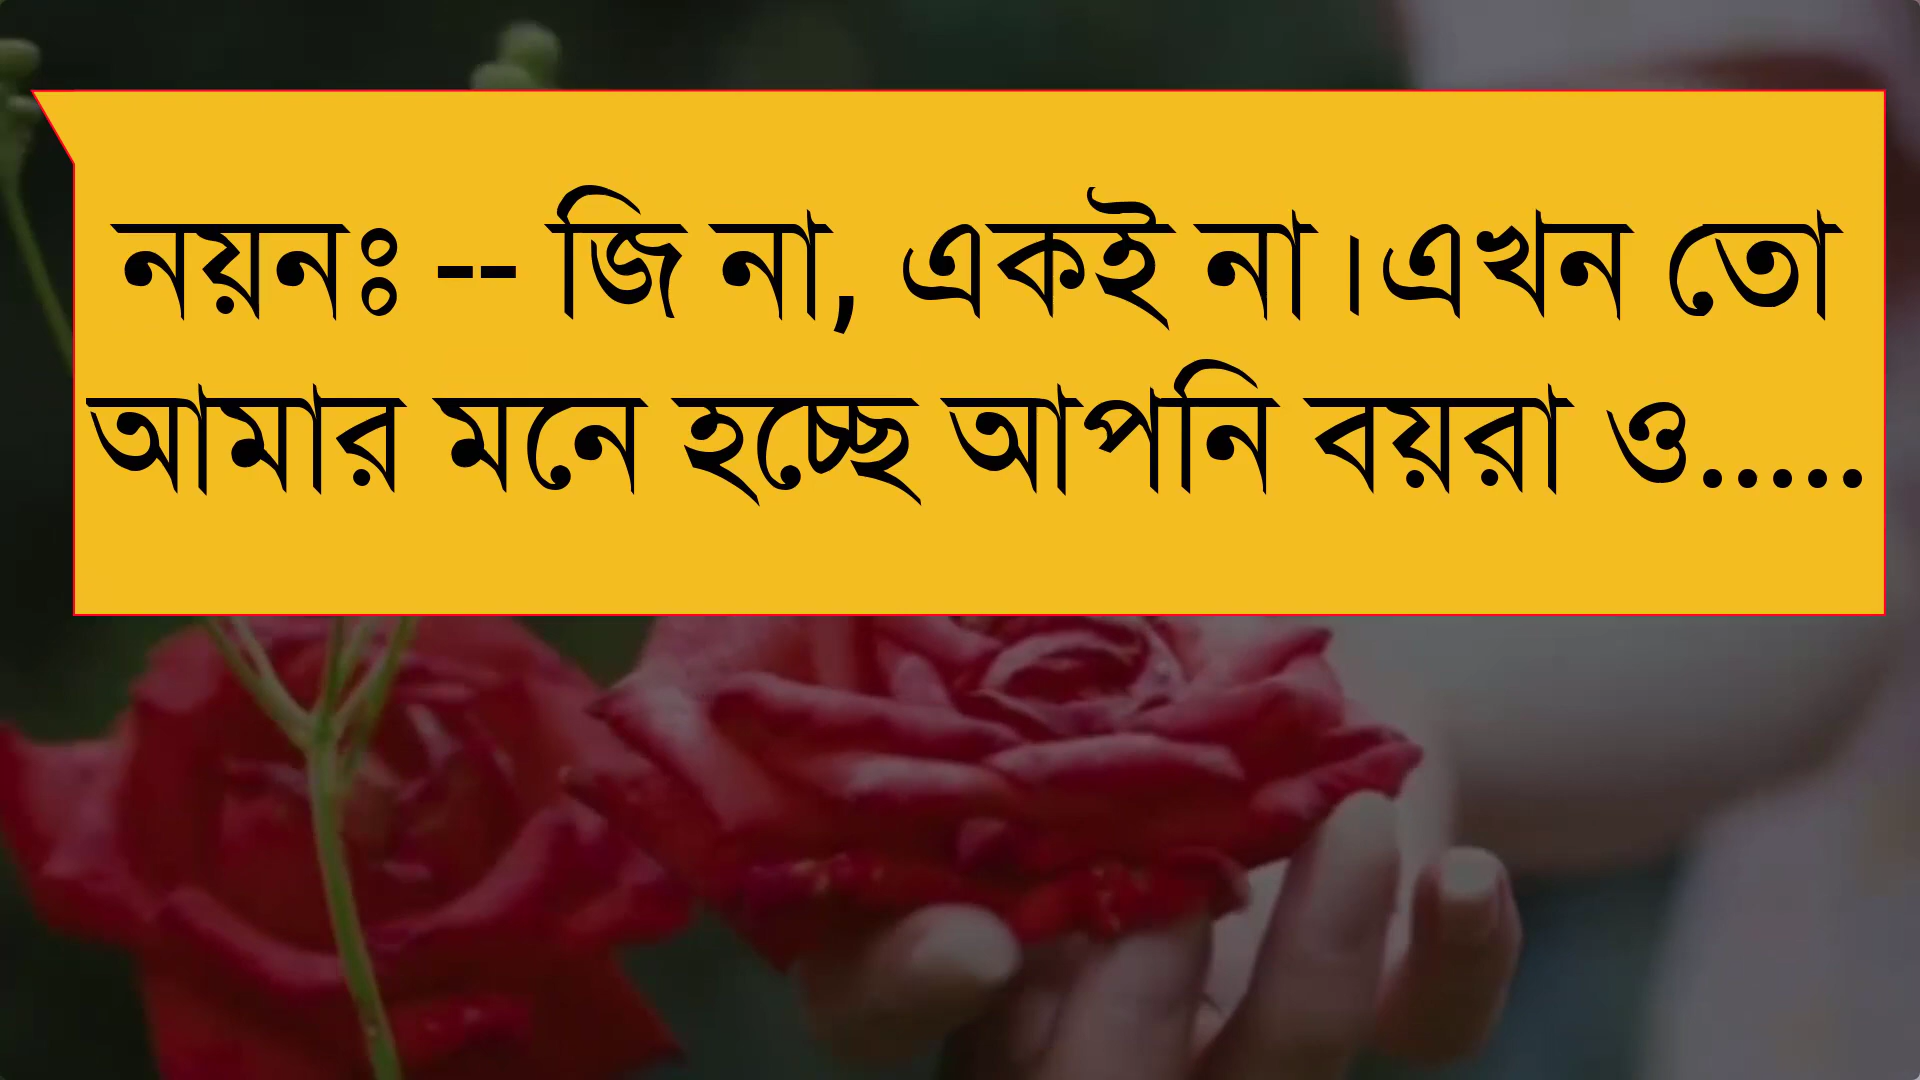 নয়নঃ -- জি না, একই না।এখন তো
আমার মনে হচ্ছে আপনি বয়রা ও.....